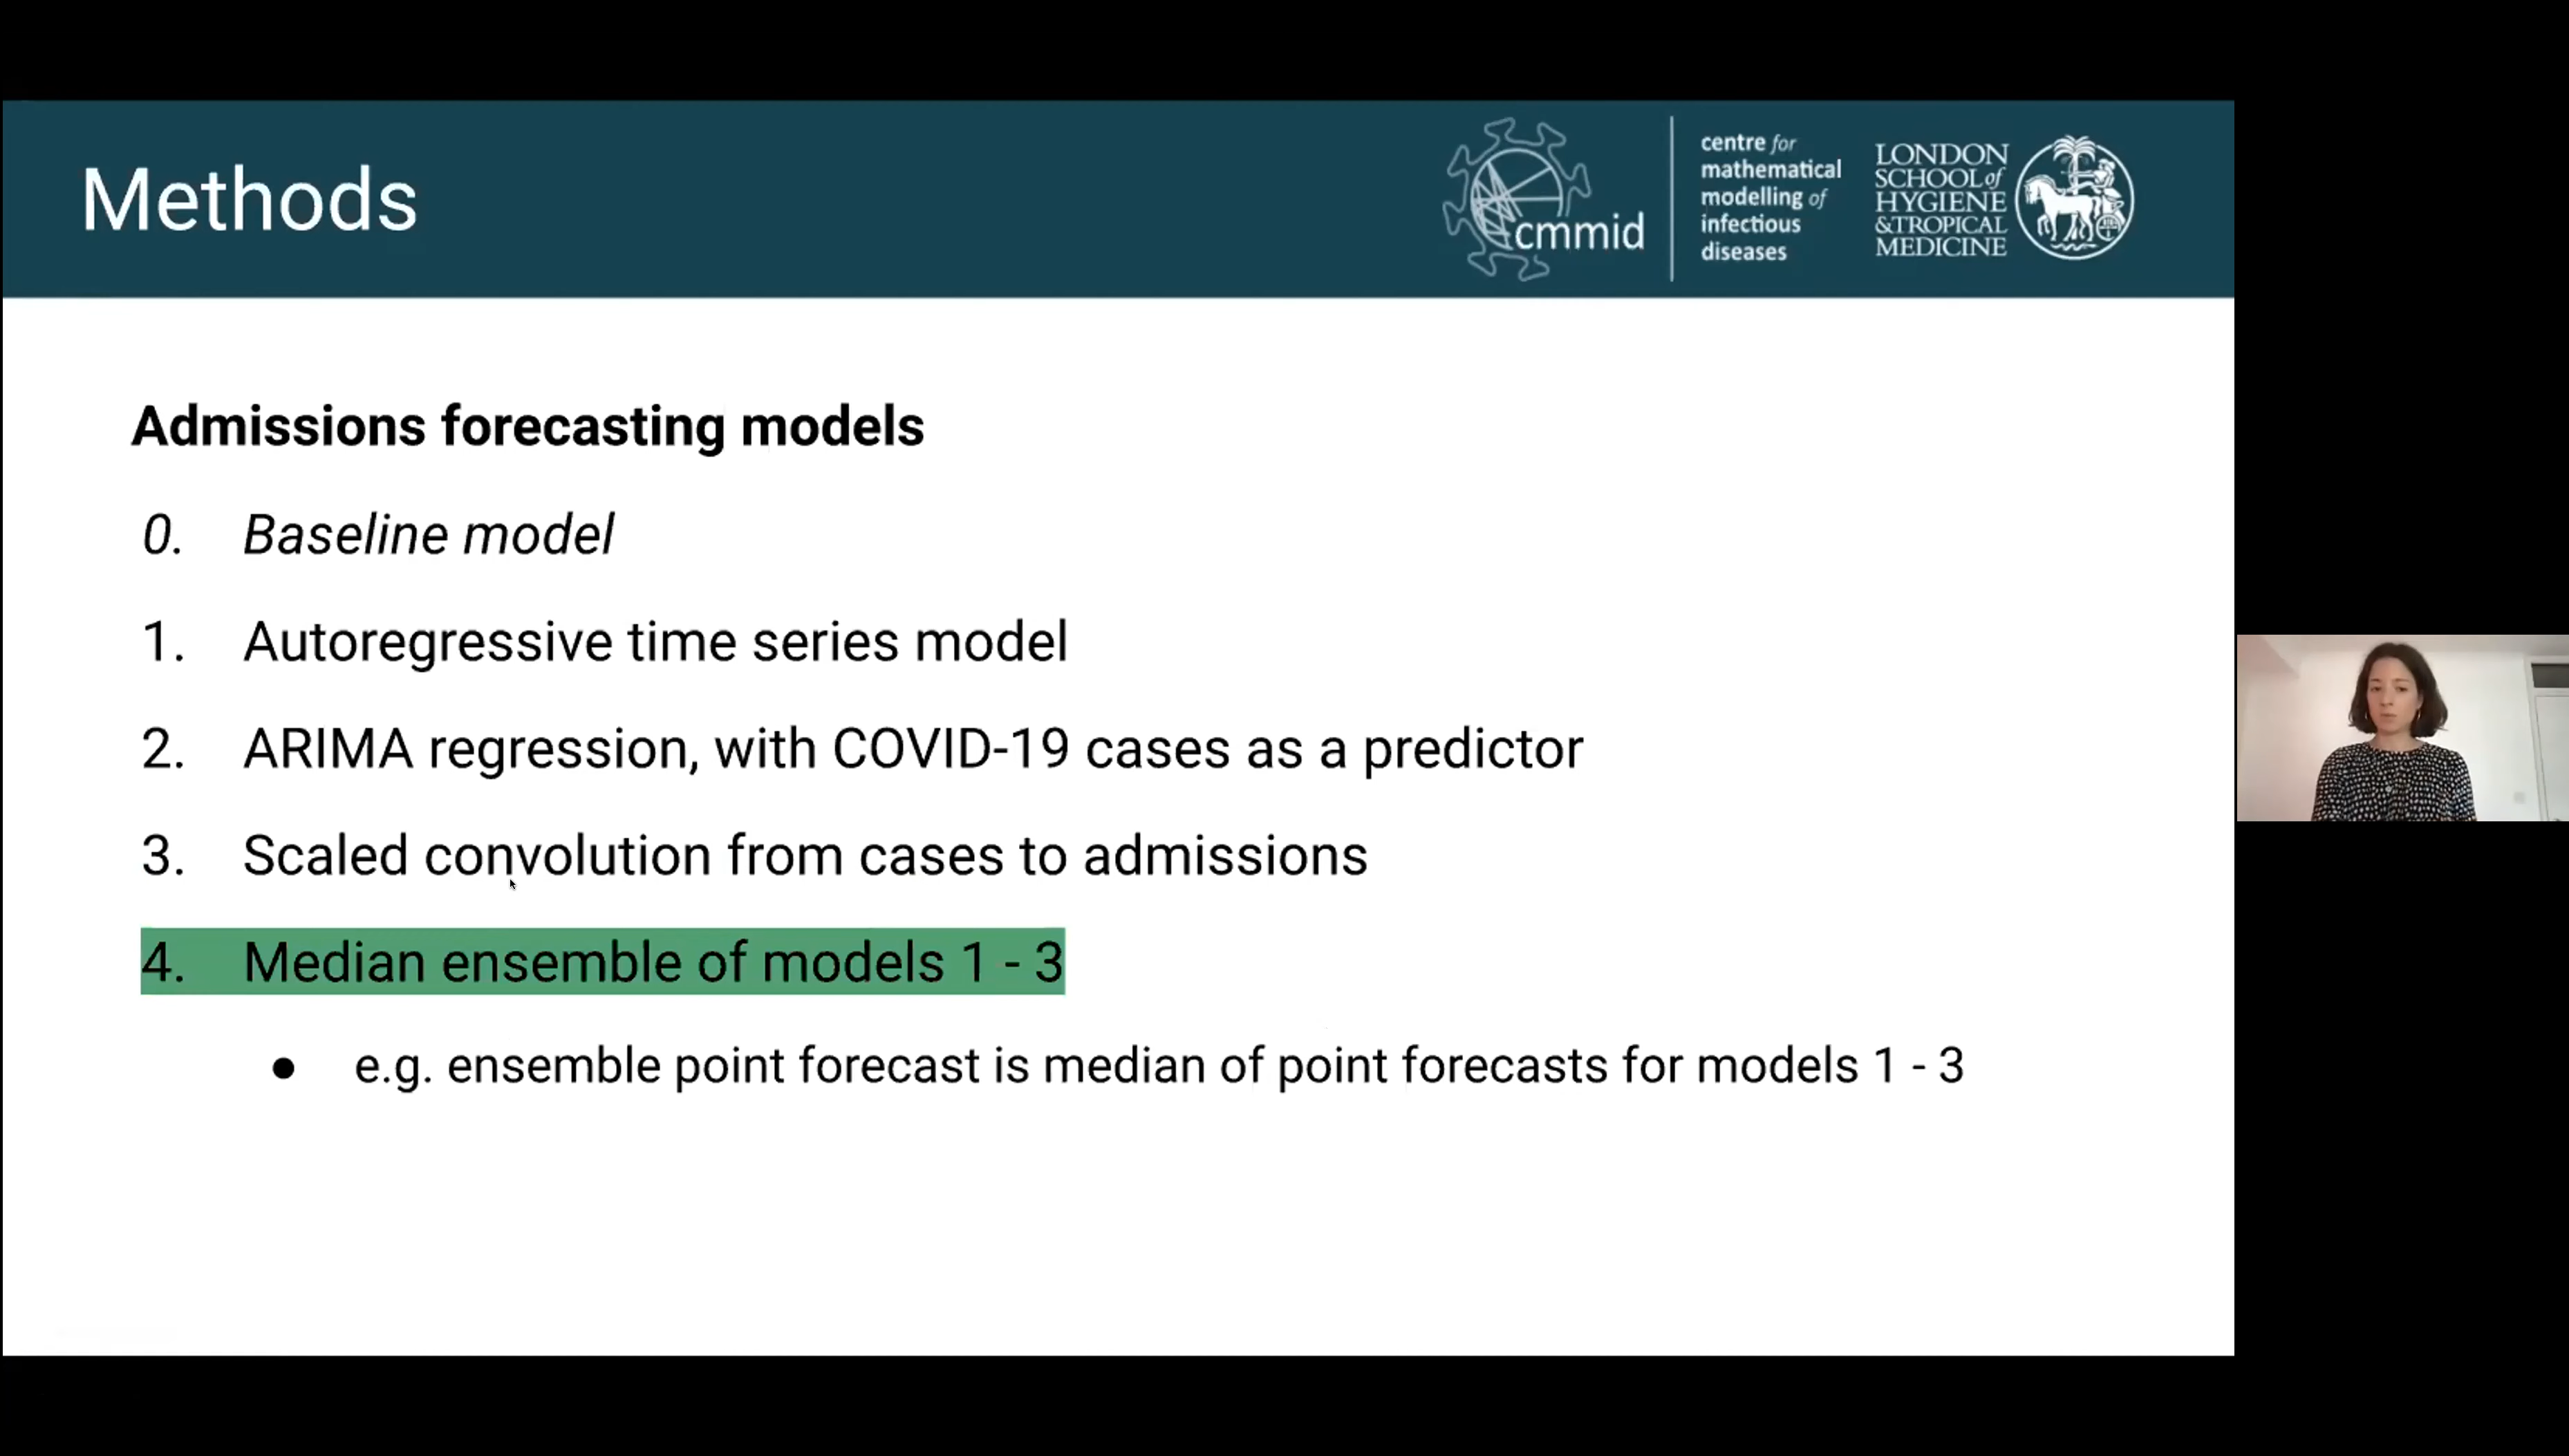 Methods
cmmid
centre for
mathematical
modelling of
infectious
diseases
LONDON
SCHOOL of
HYGIENE
&TROPICAL
MEDICINE
Admissions forecasting models
0. Baseline model
1. Autoregressive time series model
2. ARIMA regression, with COVID-19 cases as a predictor
3. Scaled convolution from cases to admissions
4. Median ensemble of models 1 - 3
● e.g. ensemble point forecast is median of point forecasts for models 1 - 3